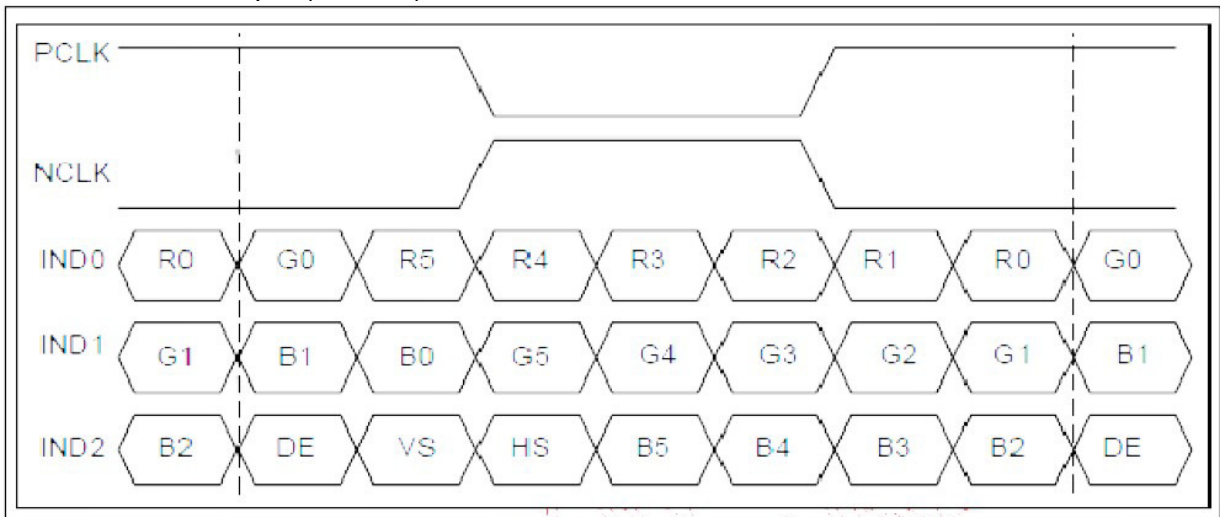 PCLK
NCLK
IND0 R0 G0 R5 R4 R3 R2 R1 R0 G0
IND1 G1 B1 B0 G5 G4 G3 G2 G1 B1
IND2 B2 DE VS HS B5 B4 B3 B2 DE